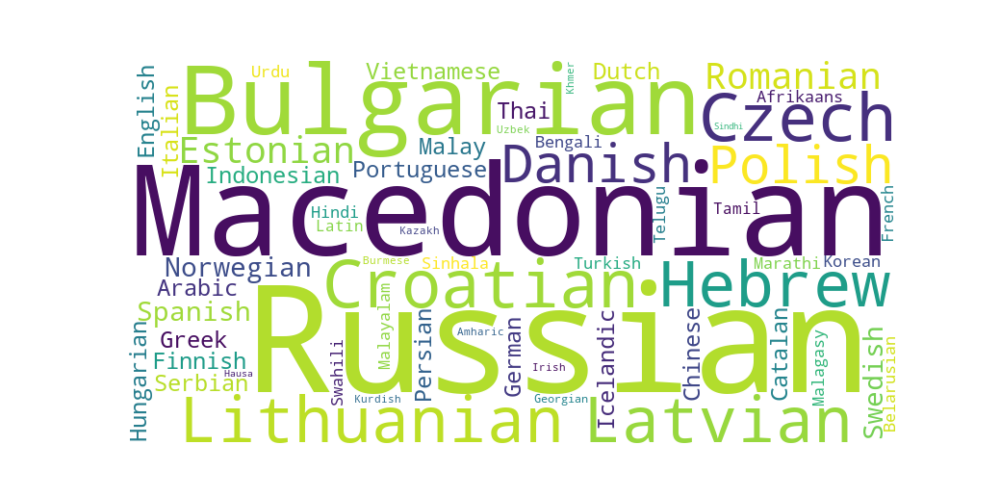 Bulgarian
Urdu
Vietnamese
Khmer
Dutch
Romanian
English
Italian
Thai
Afrikaans
Czech
Uzbek
Sindhi
Estonian
Malay
Bengali
Indonesian
Portuguese
Danish
Polish
Macedonian
Hindi
Latin
Kazakh
Telugu
Tamil
French
Norwegian
Burmese
Sinhala
Turkish
Marathi
Korean
Arabic
Croatian
Hebrew
Spanish
Russian
Hungarian
Greek
Finnish
Hausa
Serbian
Swahili
Malayalam
Persian
Amharic
German
Irish
Icelandic
Chinese
Catalan
Malagasy
Swedish
Belarusian
Kurdish
Georgian
Lithuanian
Latvian